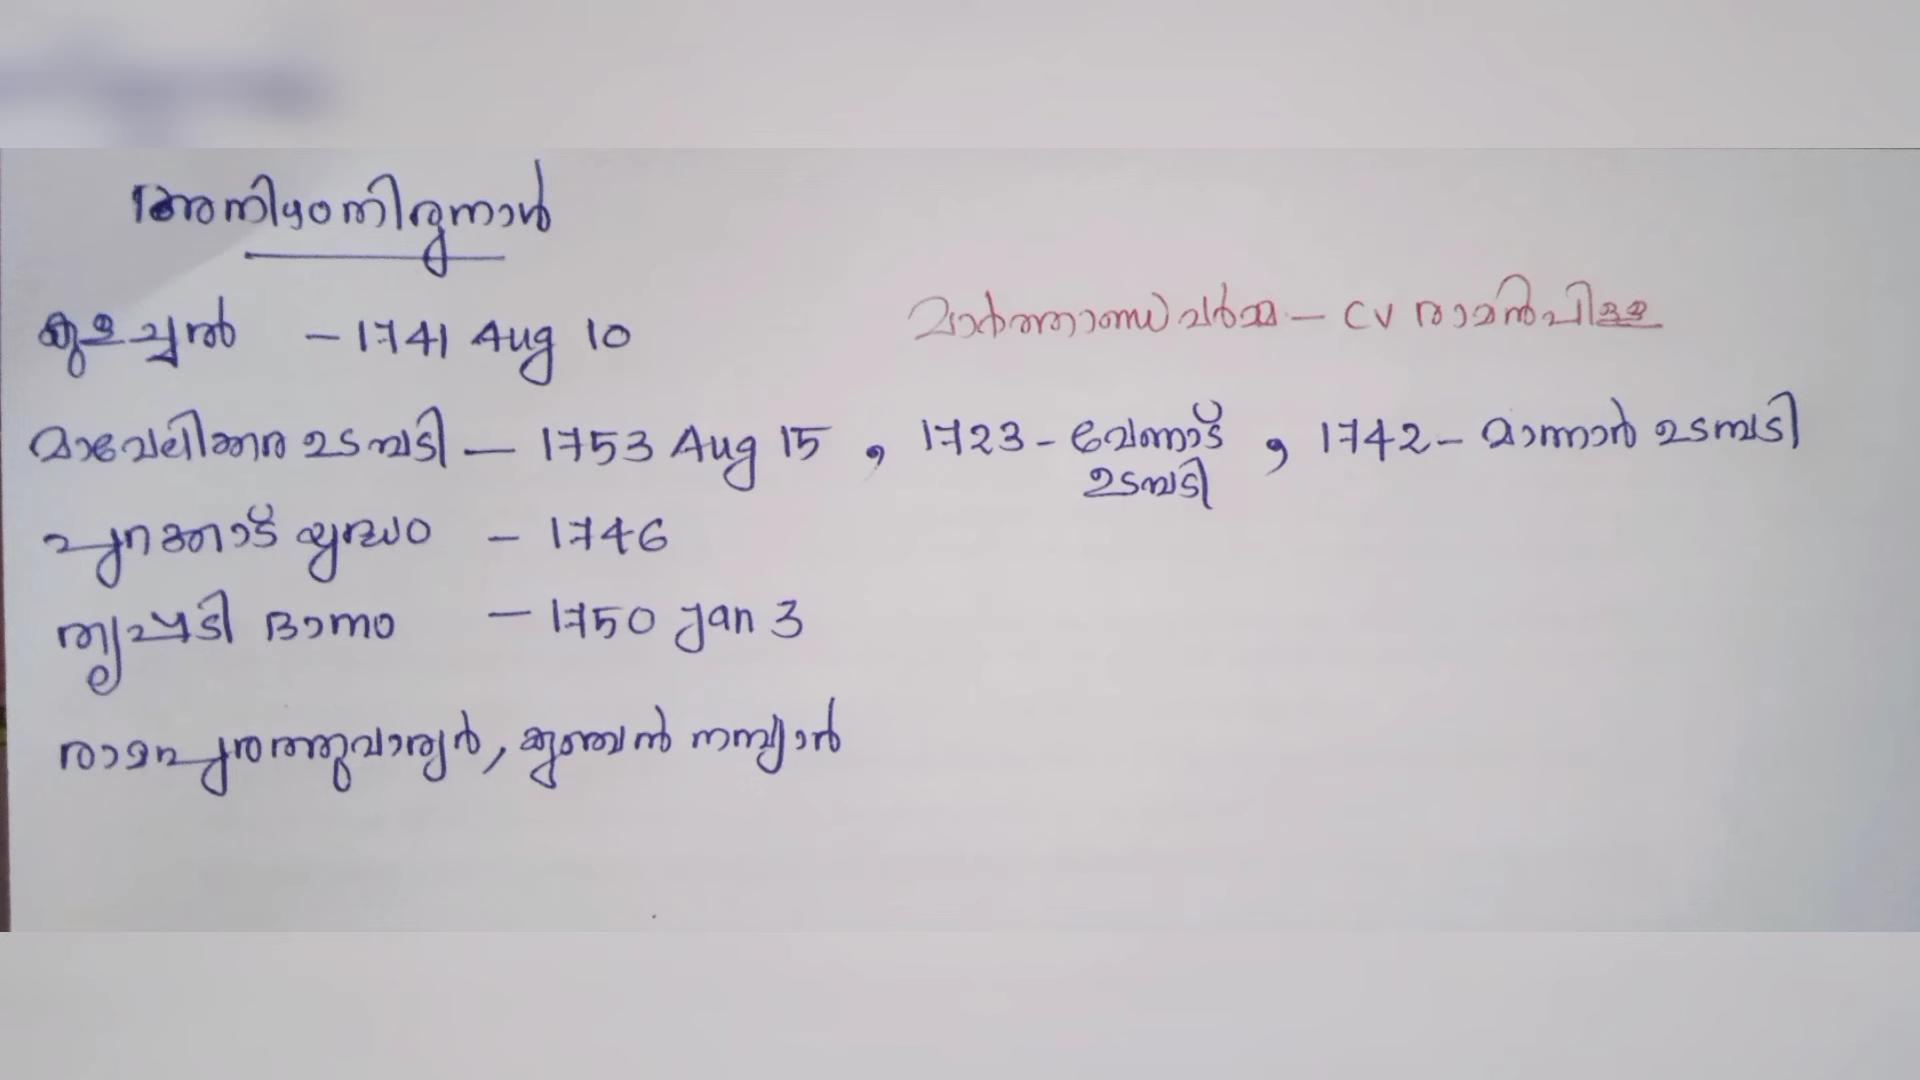 അനിഴംതിരുനാൾ
കുളച്ചൽ - 1741 Aug 10
മാർത്താണ്ഡവർമ്മ - CV രാമൻപിള്ള
മാവേലിക്കര ഉടമ്പടി - 1753 Aug 15 , 1723 - വേണാട് ഉടമ്പടി , 1742 - മാന്നാർ ഉടമ്പടി
പുറക്കാട് യുദ്ധം - 1746
തൃപ്പടി ദാനം - 1750 Jan 3
രാമപുരത്തുവാര്യർ, കുഞ്ചൻ നമ്പ്യാർ